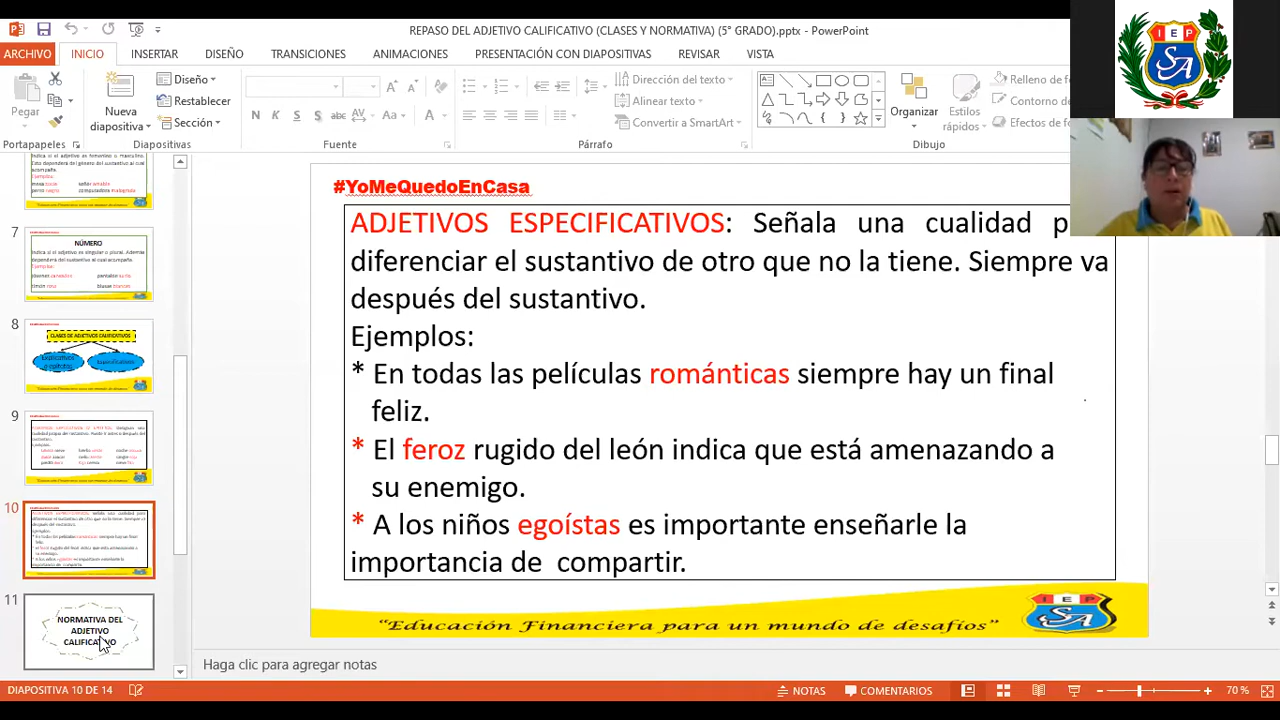 REPASO DEL ADJETIVO CALIFICATIVO (CLASES Y NORMATIVA) (5° GRADO).pptx - PowerPoint
ARCHIVO INICIO INSERTAR DISEÑO TRANSICIONES ANIMACIONES PRESENTACIÓN CON DIAPOSITIVAS REVISAR VISTA
Pegar
Nueva diapositiva
Diseño
Restablecer
Sección
Dirección del texto
Alinear texto
Convertir a SmartArt
Organizar
Estilos rápidos
Relleno de
Contorno de
Efectos de fo
Portapapeles Diapositivas Fuente Párrafo Dibujo
IEP
SA
7
NÚMERO
8
CLASES DE ADJETIVOS CALIFICATIVOS
9
10
11
NORMATIVA DEL
ADJETIVO
CALIFICATIVO
#YoMeQuedoEnCasa
ADJETIVOS ESPECIFICATIVOS: Señala una cualidad p
diferenciar el sustantivo de otro que no la tiene. Siempre va
después del sustantivo.
Ejemplos:
* En todas las películas románticas siempre hay un final
feliz.
* El feroz rugido del león indica que está amenazando a
su enemigo.
* A los niños egoístas es importante enseñarle la
importancia de compartir.
"Educación Financiera para un mundo de desafíos"
IEP
SA
Haga clic para agregar notas
DIAPOSITIVA 10 DE 14 NOTAS COMENTARIOS 70 %